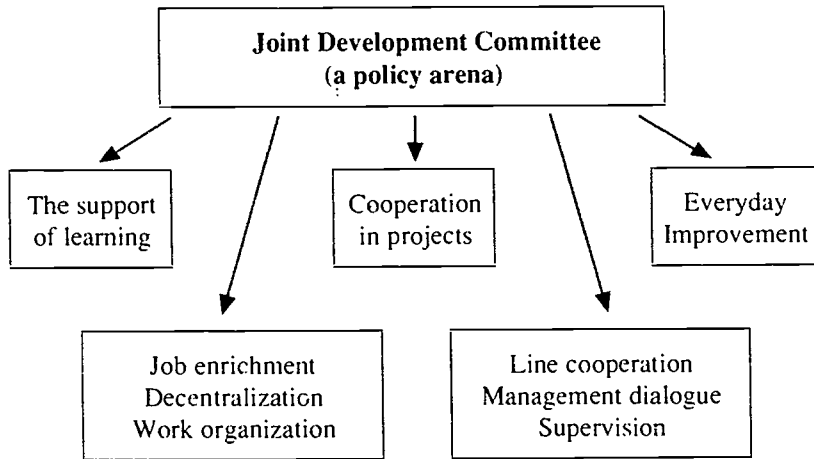 Joint Development Committee
(a policy arena)
The support
of learning
Cooperation
in projects
Everyday
Improvement
Job enrichment
Decentralization
Work organization
Line cooperation
Management dialogue
Supervision